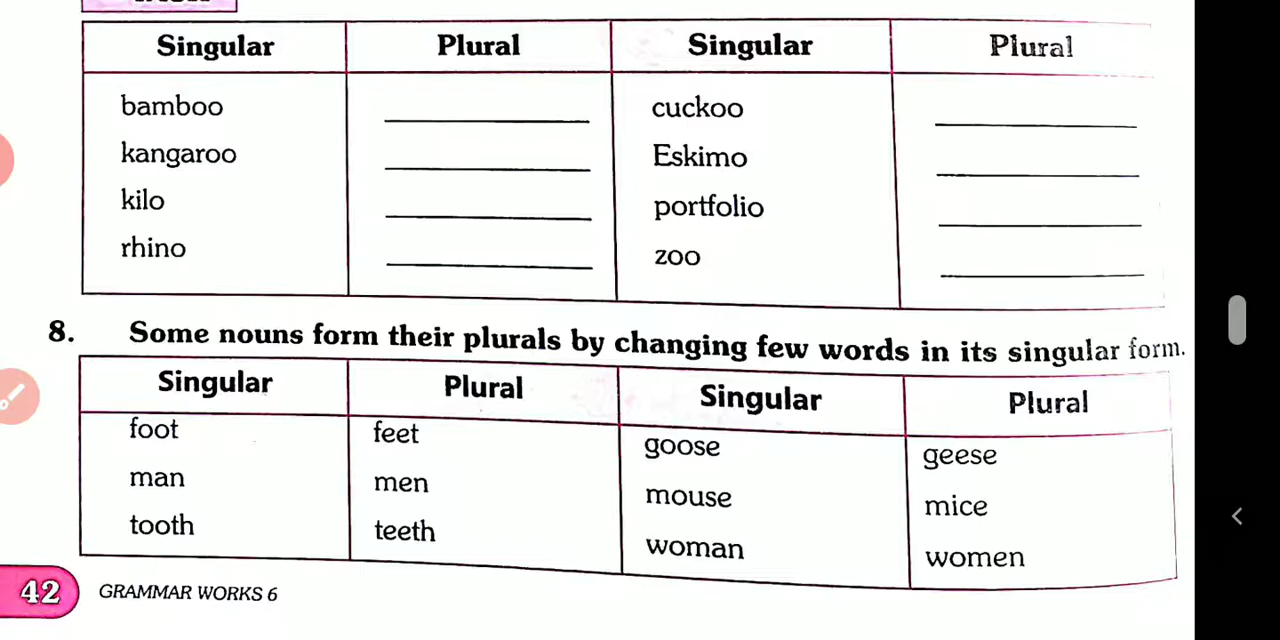 Singular Plural Singular Plural
bamboo cuckoo
kangaroo Eskimo
kilo portfolio
rhino zoo
8. Some nouns form their plurals by changing few words in its singular form.
Singular Plural Singular Plural
foot feet goose geese
man men mouse mice
tooth teeth woman women
42 GRAMMAR WORKS 6